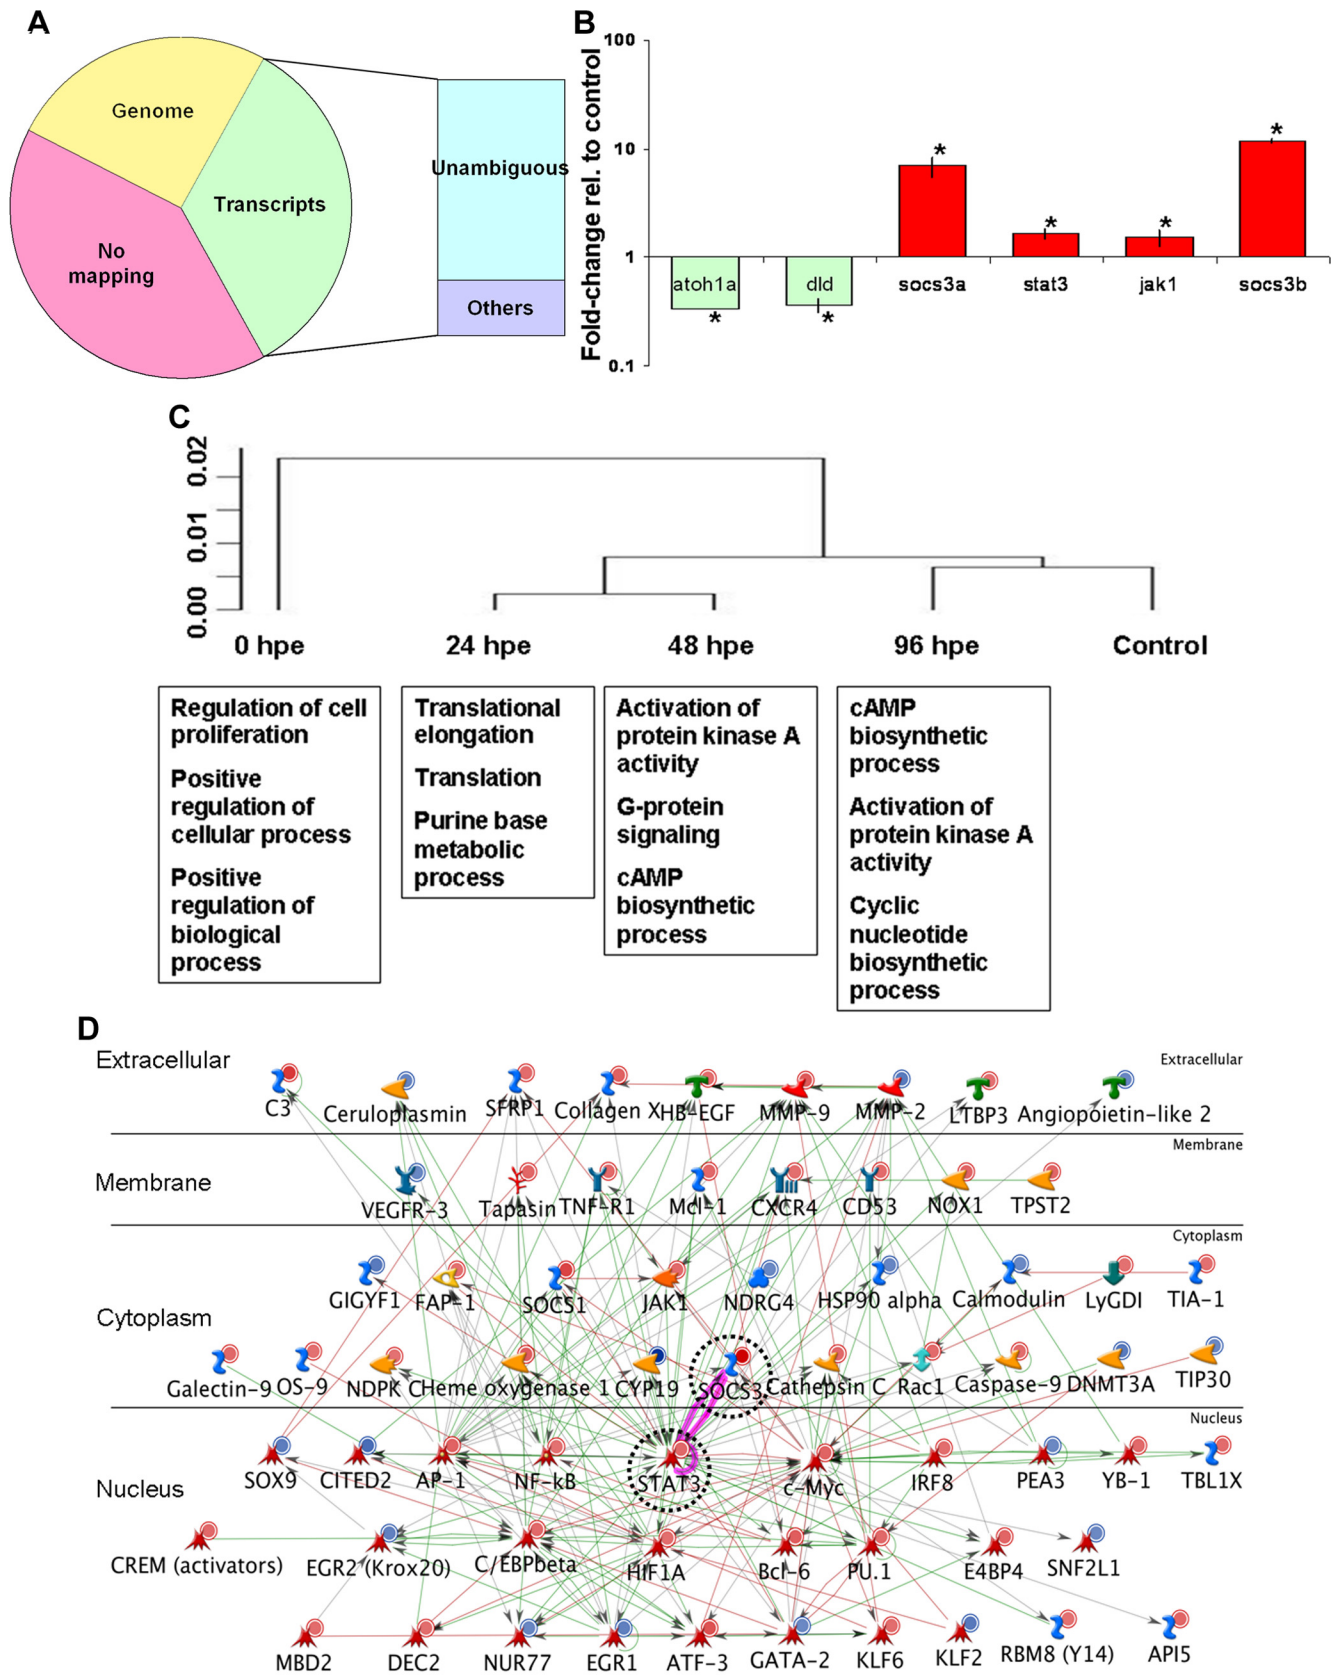 A
Genome
Transcripts
No
mapping
Unambiguous
Others
B
Fold-change rel. to control
100
10
1
0.1
atoh1a
dld
socs3a
stat3
jak1
socs3b
*
*
*
*
*
*
C
0.02
0.01
0.00
0 hpe
24 hpe
48 hpe
96 hpe
Control
Regulation of cell
proliferation
Positive
regulation of
cellular process
Positive
regulation of
biological
process
Translational
elongation
Translation
Purine base
metabolic
process
Activation of
protein kinase A
activity
G-protein
signaling
cAMP
biosynthetic
process
cAMP
biosynthetic
process
Activation of
protein kinase A
activity
Cyclic
nucleotide
biosynthetic
process
D
Extracellular
Extracellular
C3
Ceruloplasmin
SFRP1
Collagen X
HB-EGF
MMP-9
MMP-2
LTBP3
Angiopoietin-like 2
Membrane
Membrane
VEGFR-3
Tapasin
TNF-R1
Mcl-1
CXCR4
CD53
NOX1
TPST2
Cytoplasm
Cytoplasm
GIGYF1
FAP-1
SOCS1
JAK1
NDRG4
HSP90 alpha
Calmodulin
LyGDI
TIA-1
Galectin-9
OS-9
NDPK C
Heme oxygenase 1
CYP19
SOCS3
Cathepsin C
Rac1
Caspase-9
DNMT3A
TIP30
Nucleus
Nucleus
SOX9
CITED2
AP-1
NF-kB
STAT3
c-Myc
IRF8
PEA3
YB-1
TBL1X
CREM (activators)
EGR2 (Krox20)
C/EBPbeta
HIF1A
Bcl-6
PU.1
E4BP4
SNF2L1
MBD2
DEC2
NUR77
EGR1
ATF-3
GATA-2
KLF6
KLF2
RBM8 (Y14)
API5